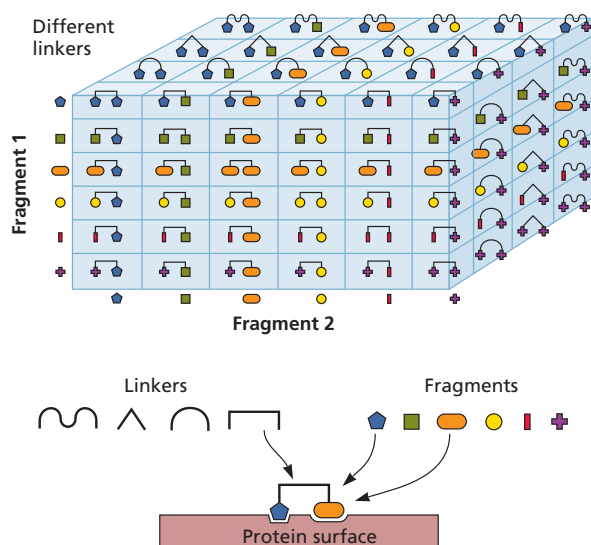 Different
linkers
Fragment 1
Fragment 2
Linkers
Fragments
Protein surface